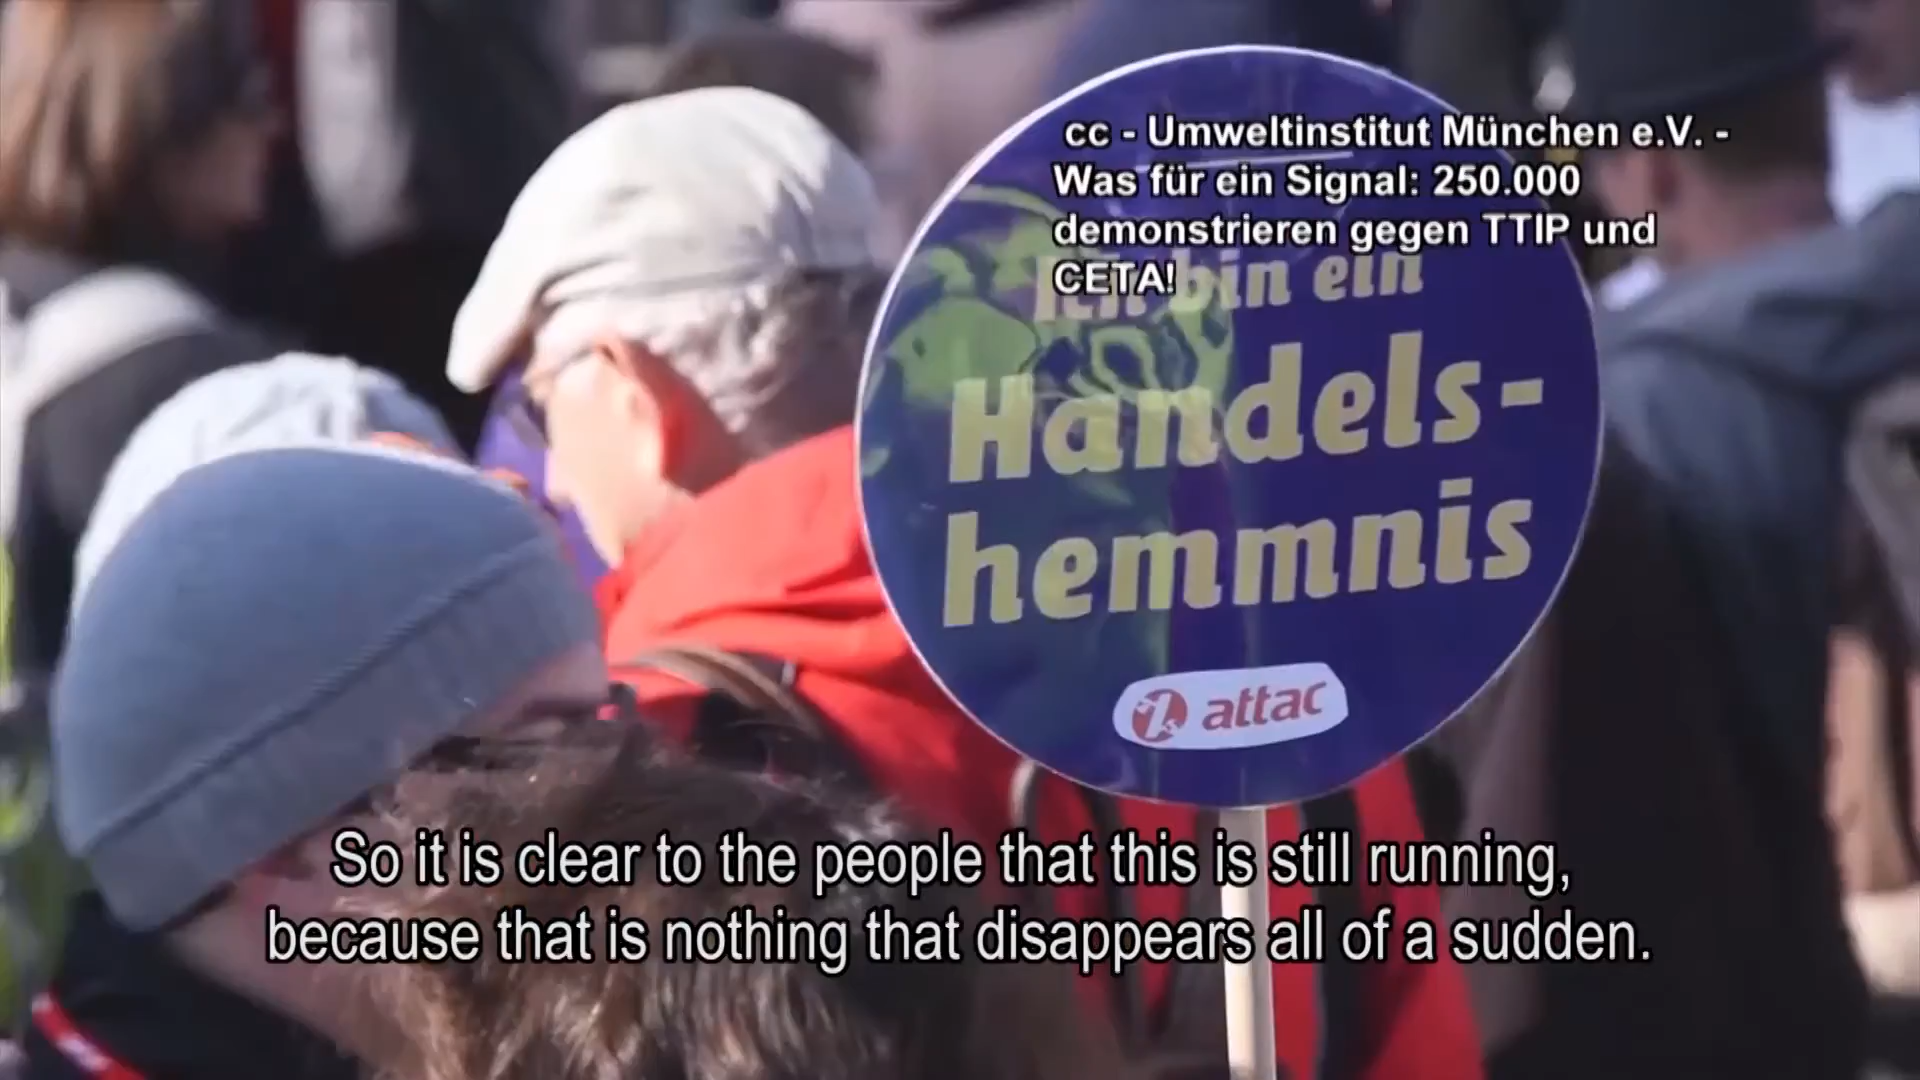 cc - Umweltinstitut München e.V. -
Was für ein Signal: 250.000
demonstrieren gegen TTIP und
CETA!
Ich bin ein
Handels-
hemmnis
attac
So it is clear to the people that this is still running,
because that is nothing that disappears all of a sudden.